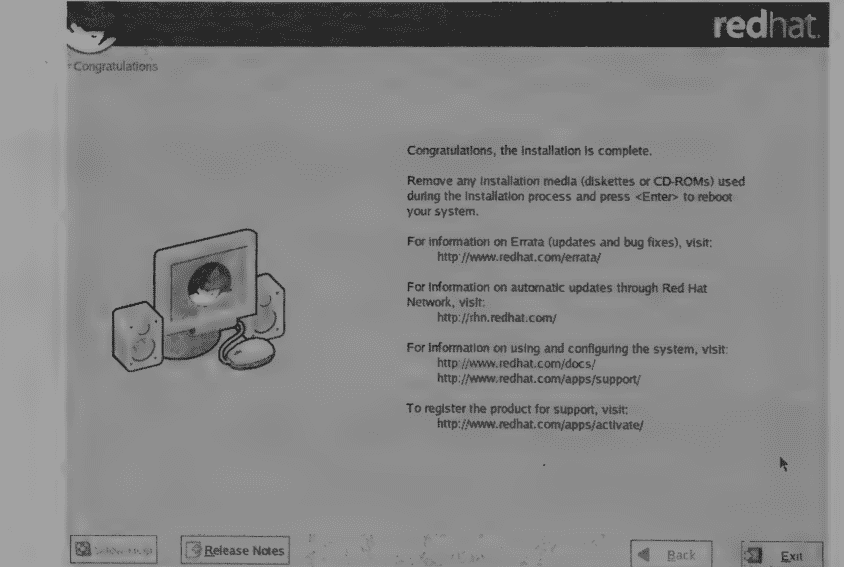 redhat.
Congratulations
Congratulations, the installation is complete.
Remove any installation media (diskettes or CD-ROMs) used
during the installation process and press <Enter> to reboot
your system.
For information on Errata (updates and bug fixes), visit:
http://www.redhat.com/errata/
For information on automatic updates through Red Hat
Network, visit:
http://rhn.redhat.com/
For information on using and configuring the system, visit:
http://www.redhat.com/docs/
http://www.redhat.com/apps/support/
To register the product for support, visit:
http://www.redhat.com/apps/activate/
Release Notes
Back
Exit